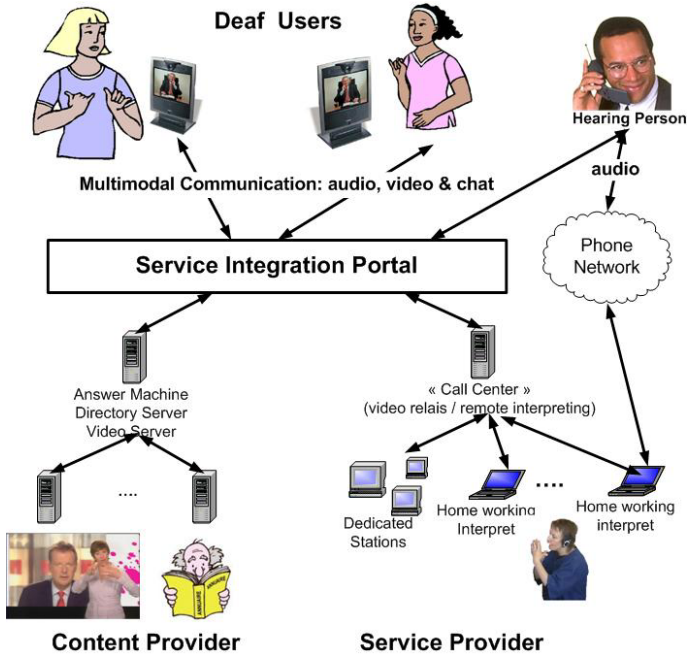 Deaf Users
Hearing Person
Multimodal Communication: audio, video & chat
audio
Service Integration Portal
Phone
Network
Answer Machine
Directory Server
Video Server
« Call Center »
(video relais / remote interpreting)
....
....
Dedicated
Stations
Home working
Interpret
Home working
interpret
ANNUAIRE
ANNUAIRE
Content Provider
Service Provider